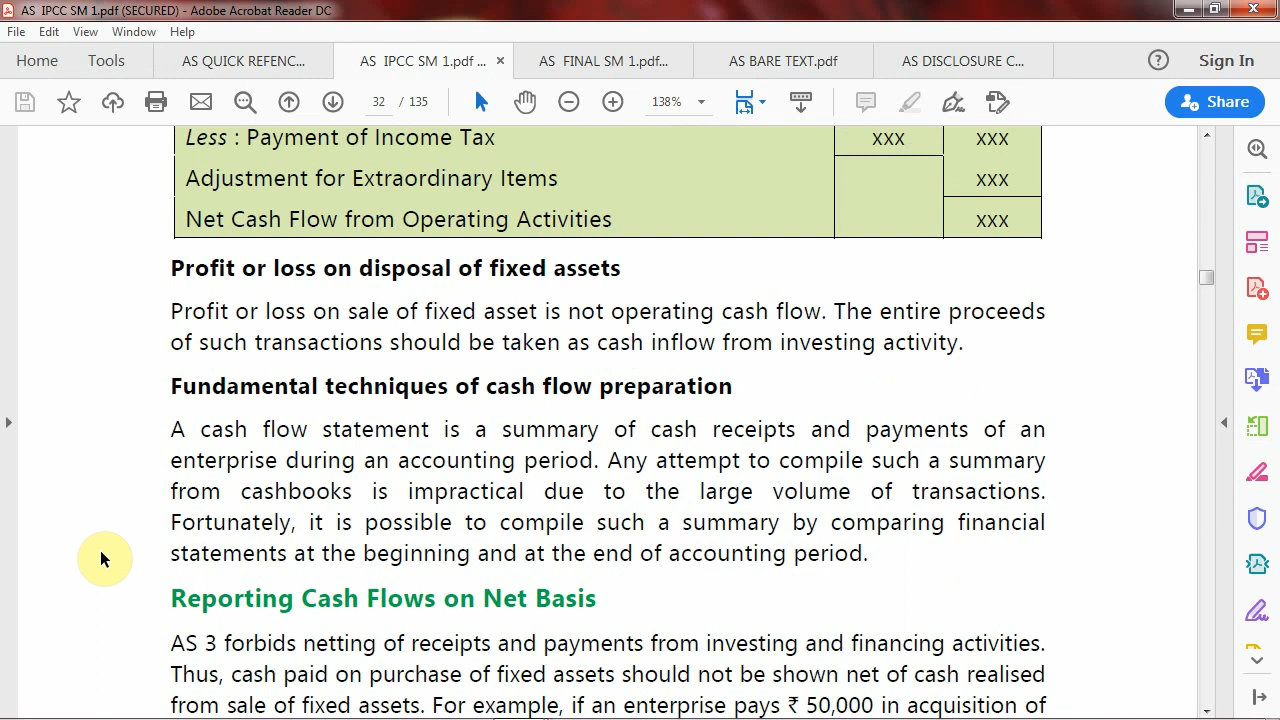 AS IPCC SM 1.pdf (SECURED) - Adobe Acrobat Reader DC
File Edit View Window Help
Home Tools AS QUICK REFENC... AS IPCC SM 1.pdf ... × AS FINAL SM 1.pdf... AS BARE TEXT.pdf AS DISCLOSURE C... ? Sign In
32 / 135 138% Share
Less : Payment of Income Tax xxx xxx
Adjustment for Extraordinary Items xxx
Net Cash Flow from Operating Activities xxx
Profit or loss on disposal of fixed assets
Profit or loss on sale of fixed asset is not operating cash flow. The entire proceeds
of such transactions should be taken as cash inflow from investing activity.
Fundamental techniques of cash flow preparation
A cash flow statement is a summary of cash receipts and payments of an
enterprise during an accounting period. Any attempt to compile such a summary
from cashbooks is impractical due to the large volume of transactions.
Fortunately, it is possible to compile such a summary by comparing financial
statements at the beginning and at the end of accounting period.
Reporting Cash Flows on Net Basis
AS 3 forbids netting of receipts and payments from investing and financing activities.
Thus, cash paid on purchase of fixed assets should not be shown net of cash realised
from sale of fixed assets. For example, if an enterprise pays ₹ 50,000 in acquisition of